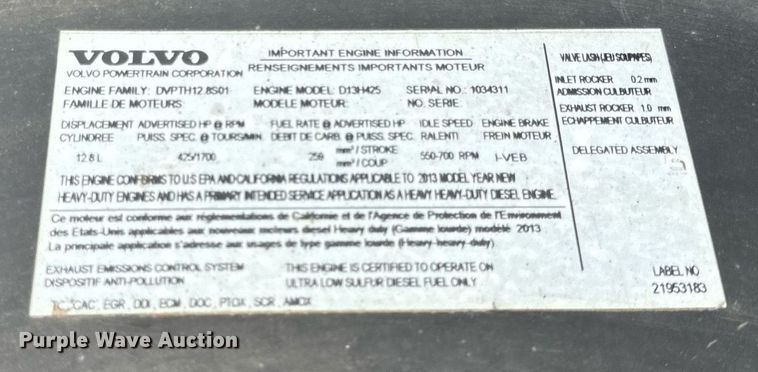 VOLVO
VOLVO POWERTRAIN CORPORATION
IMPORTANT ENGINE INFORMATION
RENSEIGNEMENTS IMPORTANTS MOTEUR
ENGINE FAMILY: DVPTH12.8S01 ENGINE MODEL: D13H425 SERIAL NO.: 1034311
FAMILLE DE MOTEURS: MODELE MOTEUR: NO. SERIE:
DISPLACEMENT ADVERTISED HP @ RPM FUEL RATE @ ADVERTISED HP IDLE SPEED ENGINE BRAKE
CYLINDREE PUISS. SPEC. @ TOURS/MIN. DEBIT DE CARB. @ PUISS. SPEC. RALENTI FREIN MOTEUR
12.8 L 425/1700 mm³ / STROKE 550-700 RPM I-VEB
mm³ / COUP
THIS ENGINE CONFORMS TO U.S EPA AND CALIFORNIA REGULATIONS APPLICABLE TO 2013 MODEL YEAR NEW
HEAVY-DUTY ENGINES AND HAS A PRIMARY INTENDED SERVICE APPLICATION AS A HEAVY HEAVY-DUTY DIESEL ENGINE.
Ce moteur est conforme aux réglementations de Californie et de l'Agence de Protection de l'Environment
des Etats-Unis applicables aux nouveaux moteurs diesel Heavy duty (Gamme lourde) modélé 2013.
La principale application s'adresse aux usages de type gamme lourde (Heavy heavy-duty).
EXHAUST EMISSIONS CONTROL SYSTEM THIS ENGINE IS CERTIFIED TO OPERATE ON
DISPOSITIF ANTI-POLLUTION ULTRA LOW SULFUR DIESEL FUEL ONLY
TC, CAC, EGR, DDI, ECM, DOC, PTOX, SCR, AMOX
VALVE LASH (JEU SOUPAPES)
INLET ROCKER 0.2 mm
ADMISSION CULBUTEUR
EXHAUST ROCKER 1.0 mm
ECHAPPEMENT CULBUTEUR
DELEGATED ASSEMBLY
LABEL NO
21953183
Purple Wave Auction